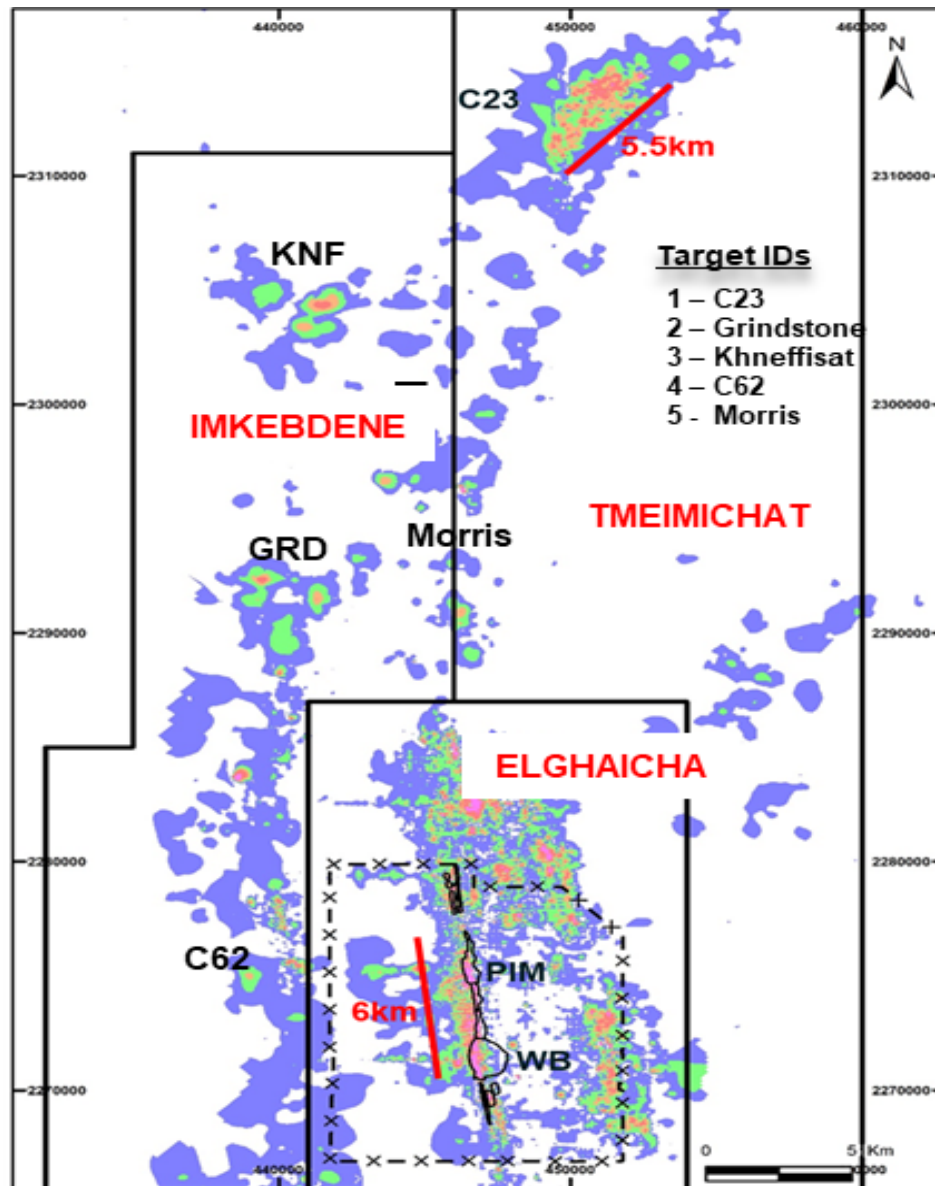 440000
450000
460000
N
C23
5.5km
2310000
2310000
KNF
Target IDs
1 – C23
2 – Grindstone
3 – Khneffisat
4 – C62
5 - Morris
2300000
2300000
IMKEBDENE
TMEIMICHAT
Morris
GRD
2290000
2290000
ELGHAICHA
2280000
2280000
C62
PIM
6km
WB
2270000
2270000
0
5 Km
440000
450000